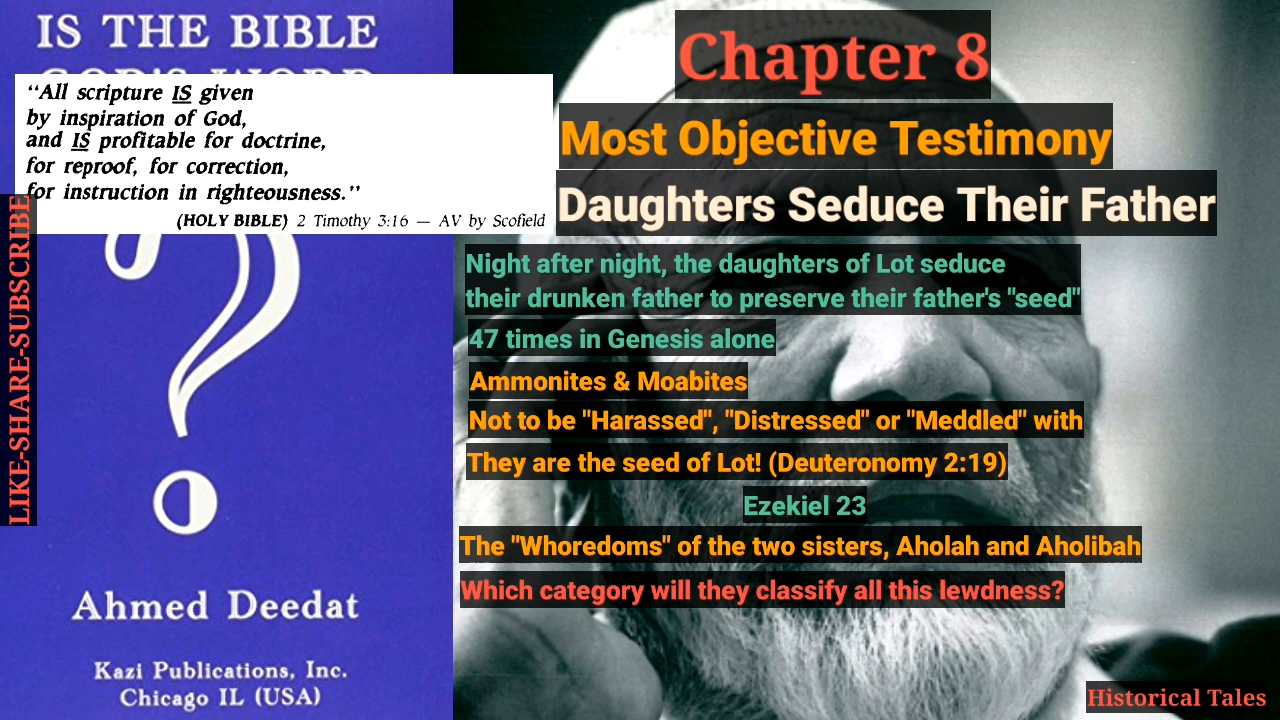 IS THE BIBLE
GOD'S WORD
"All scripture IS given
by inspiration of God,
and IS profitable for doctrine,
for reproof, for correction,
for instruction in righteousness."
(HOLY BIBLE) 2 Timothy 3:16 — AV by Scofield
LIKE-SHARE-SUBSCRIBE
?
Ahmed Deedat
Kazi Publications, Inc.
Chicago IL (USA)
Chapter 8
Most Objective Testimony
Daughters Seduce Their Father
Night after night, the daughters of Lot seduce
their drunken father to preserve their father's "seed"
47 times in Genesis alone
Ammonites & Moabites
Not to be "Harassed", "Distressed" or "Meddled" with
They are the seed of Lot! (Deuteronomy 2:19)
Ezekiel 23
The "Whoredoms" of the two sisters, Aholah and Aholibah
Which category will they classify all this lewdness?
Historical Tales